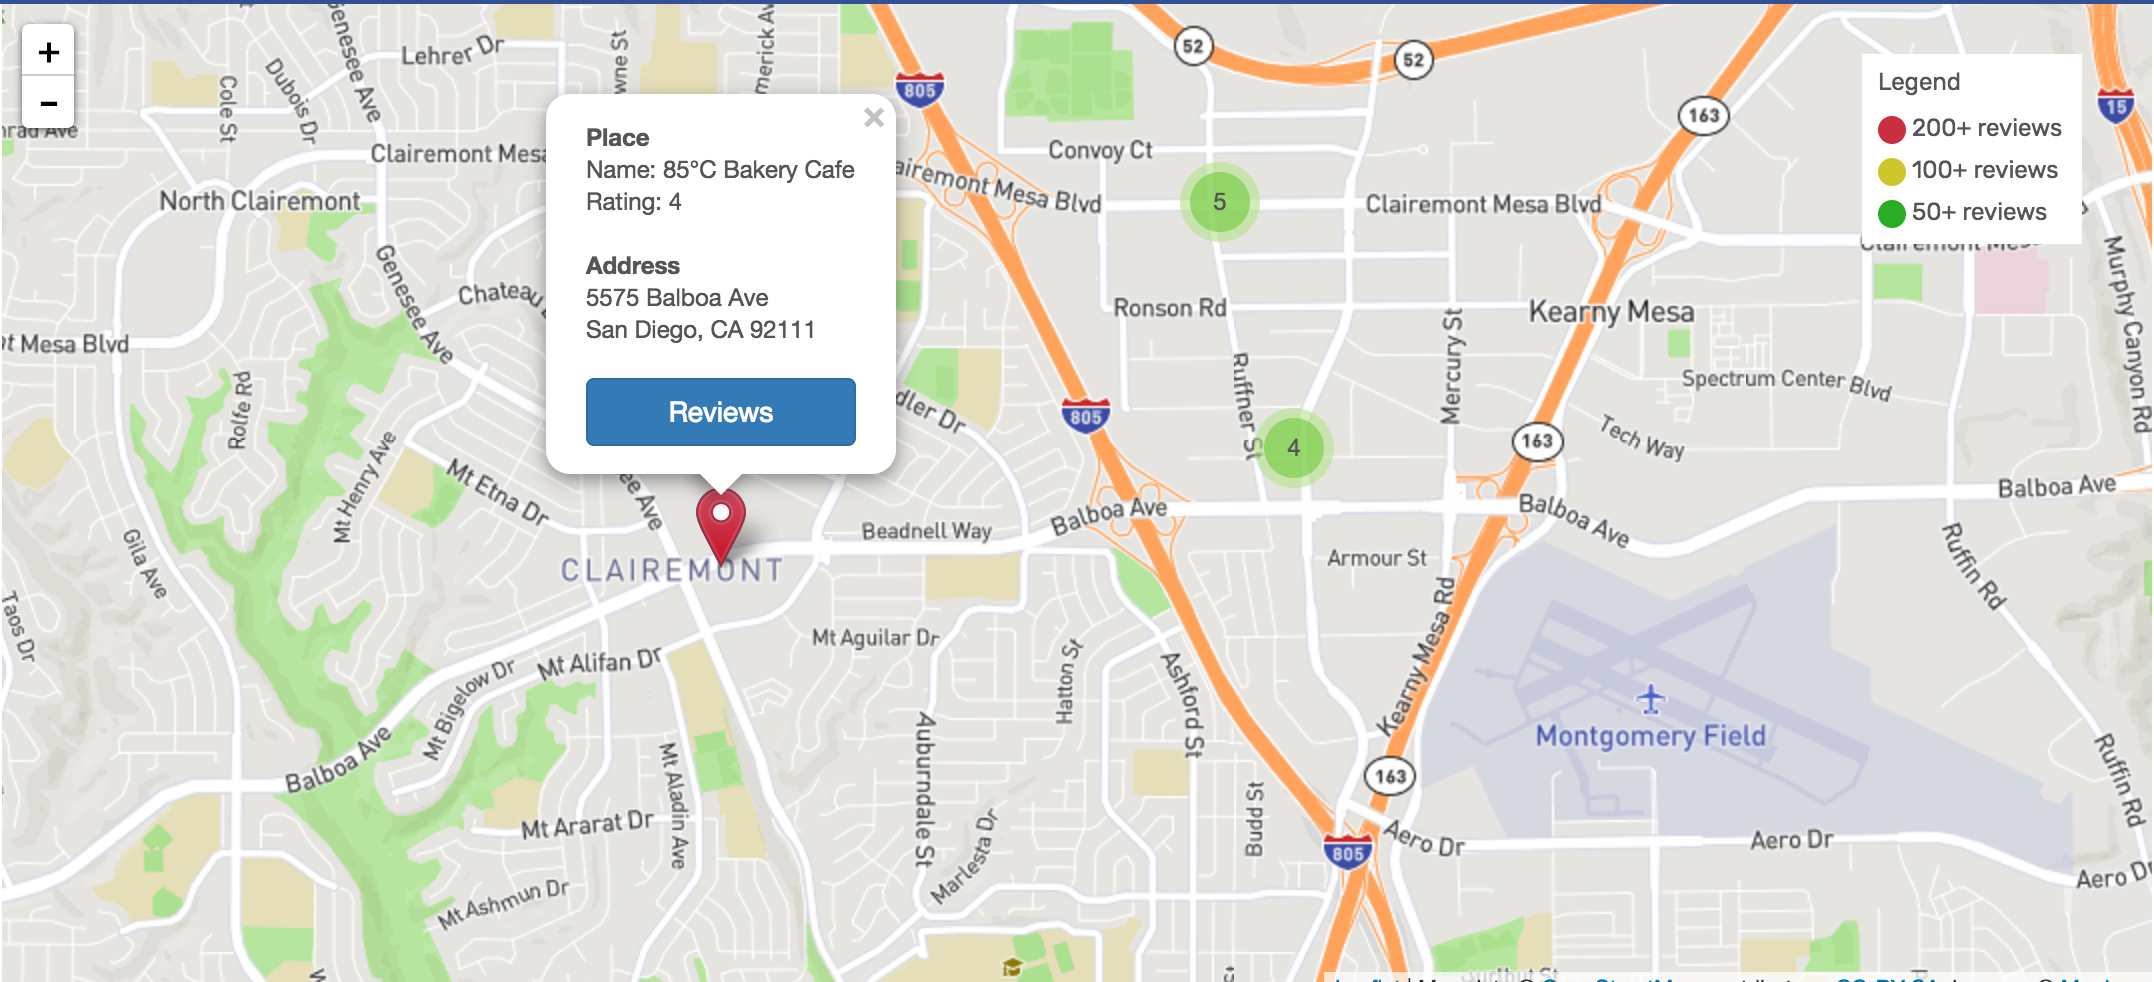 +
−
Lehrer Dr
Genesee Ave
Dubois Dr
Cole St
Clairemont Mesa
North Clairemont
Genesee Ave
Chateau
Mesa Blvd
Rolfe Rd
Mt Henry Ave
Mt Etna Dr
Gila Ave
Taos Dr
×
Place
Name: 85°C Bakery Cafe
Rating: 4
Address
5575 Balboa Ave
San Diego, CA 92111
Reviews
CLAIREMONT
Beadnell Way
Balboa Ave
Mt Aguilar Dr
Mt Alifan Dr
Mt Bigelow Dr
Balboa Ave
Mt Aladin Ave
Mt Ararat Dr
Mt Ashmun Dr
Auburndale St
Marlesta Dr
Hatton St
Ashford St
Budd St
52
52
805
163
15
Convoy Ct
Mesa Blvd
5
Clairemont Mesa Blvd
Ronson Rd
Kearny Mesa
Ruffner St
Mercury St
Spectrum Center Blvd
Tech Way
805
4
163
Balboa Ave
Balboa Ave
Armour St
Kearny Mesa Rd
Montgomery Field
163
805
Aero Dr
Aero Dr
Aero Dr
Ruffin Rd
Ruffin Rd
Murphy Canyon Rd
Legend
200+ reviews
100+ reviews
50+ reviews